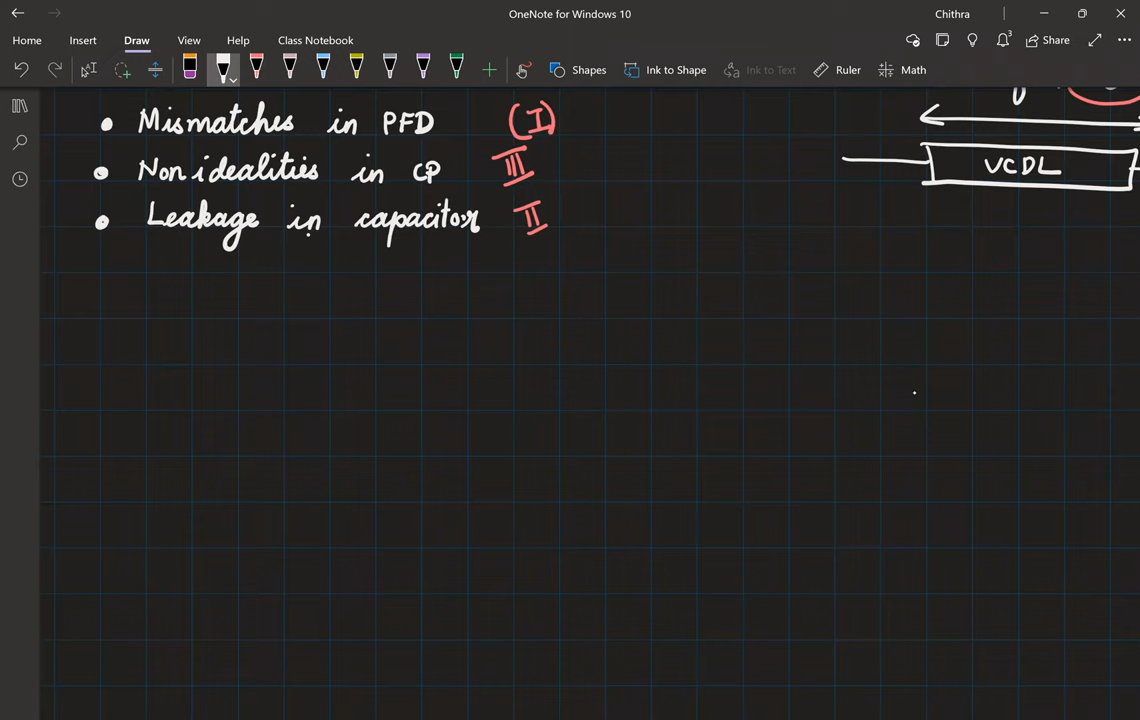 OneNote for Windows 10
Chithra
Home Insert Draw View Help Class Notebook
3 Share
Shapes Ink to Shape Ink to Text Ruler Math
• Mismatches in PFD (I)
• Non idealities in CP III
• Leakage in capacitor II
VCDL